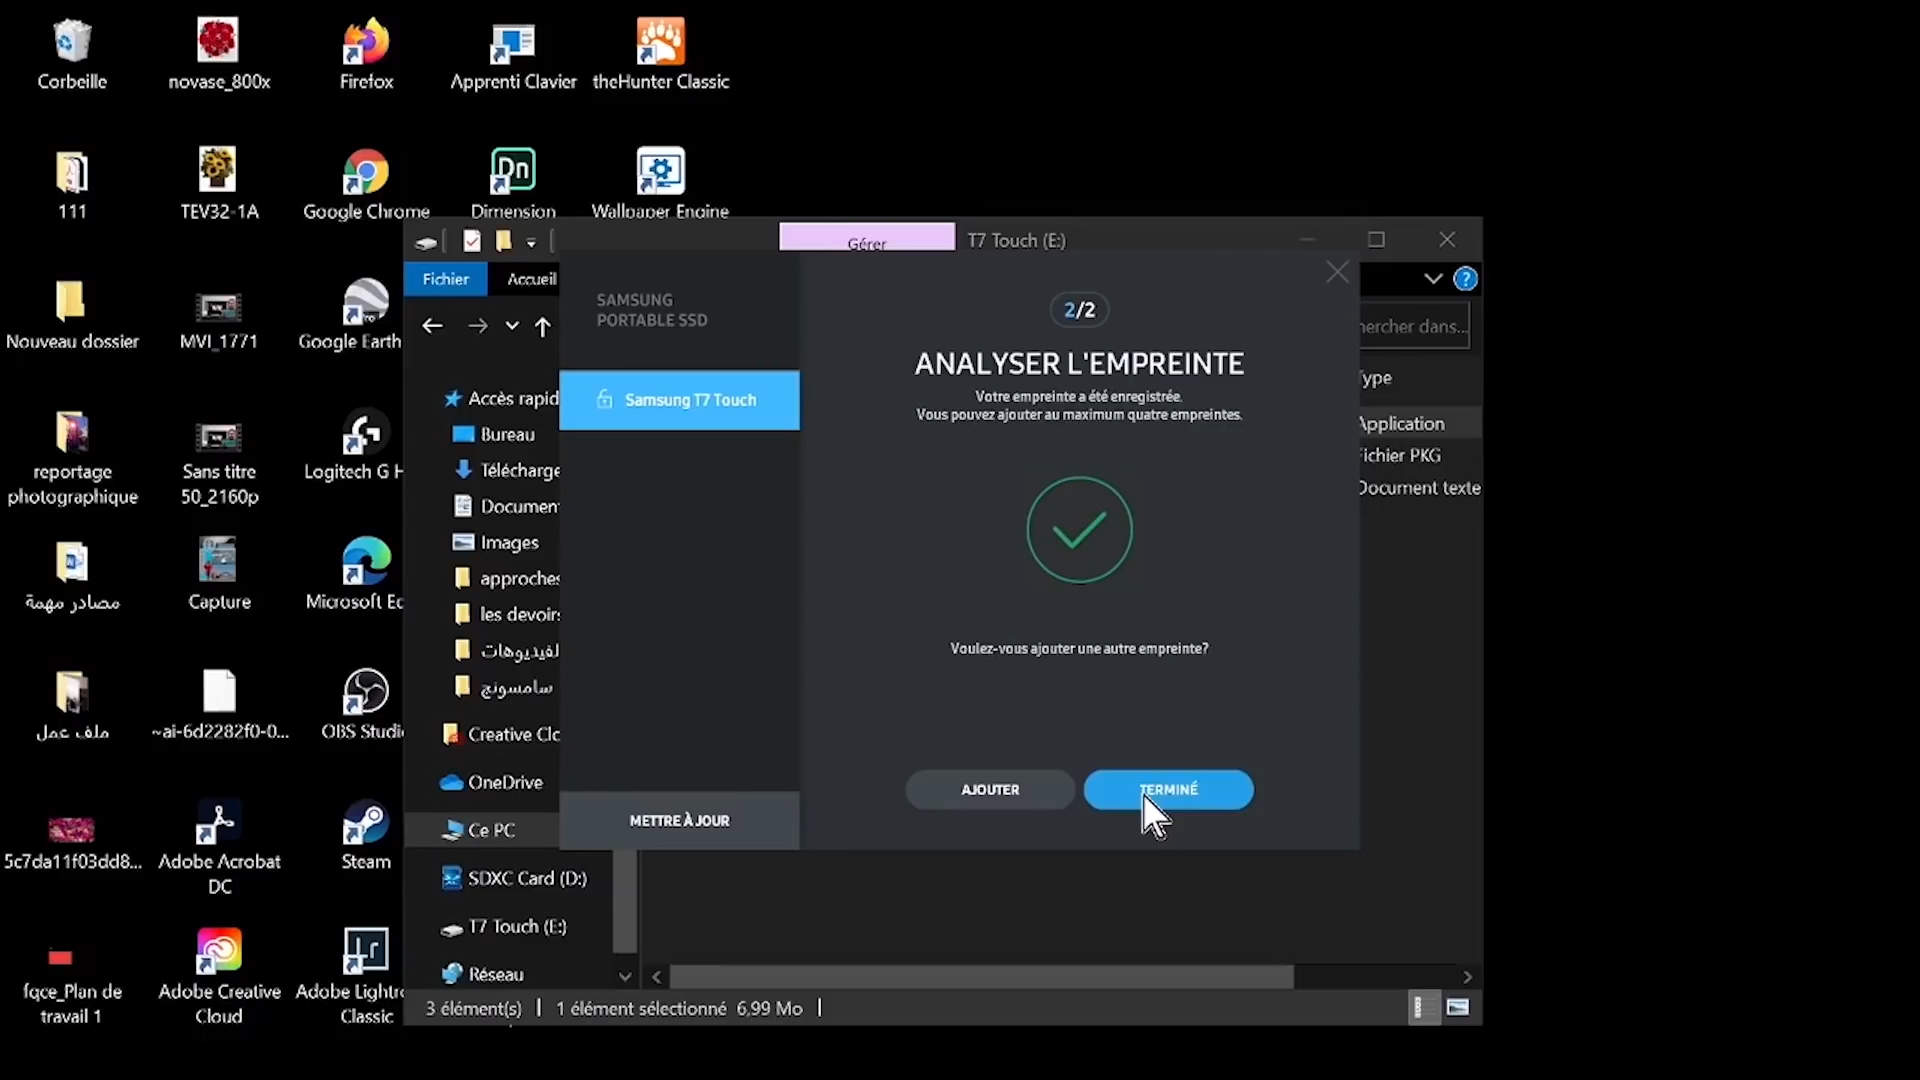 Corbeille
novase_800x
Firefox
Apprenti Clavier
theHunter Classic
111
TEV32-1A
Google Chrome
Dimension
Wallpaper Engine
Nouveau dossier
MVI_1771
Google Earth
reportage
photographique
Sans titre
50_2160p
Logitech G H
مصادر مهمة
Capture
Microsoft Ed
ملف عمل
~ai-6d2282f0-0...
OBS Studi
5c7da11f03dd8...
Adobe Acrobat
DC
Steam
fqce_Plan de
travail 1
Adobe Creative
Cloud
Adobe Lightr
Classic
Gérer
T7 Touch (E:)
Fichier
Accueil
hercher dans...
Accès rapid
Bureau
Télécharge
Document
Images
approches
les devoirs
لفيديوهات
سامسونج
Creative Clo
OneDrive
Ce PC
SDXC Card (D:)
T7 Touch (E:)
Réseau
Type
Application
Fichier PKG
Document texte
3 élément(s)
1 élément sélectionné 6,99 Mo
SAMSUNG
PORTABLE SSD
Samsung T7 Touch
METTRE À JOUR
2/2
ANALYSER L'EMPREINTE
Votre empreinte a été enregistrée.
Vous pouvez ajouter au maximum quatre empreintes.
Voulez-vous ajouter une autre empreinte?
AJOUTER
TERMINÉ